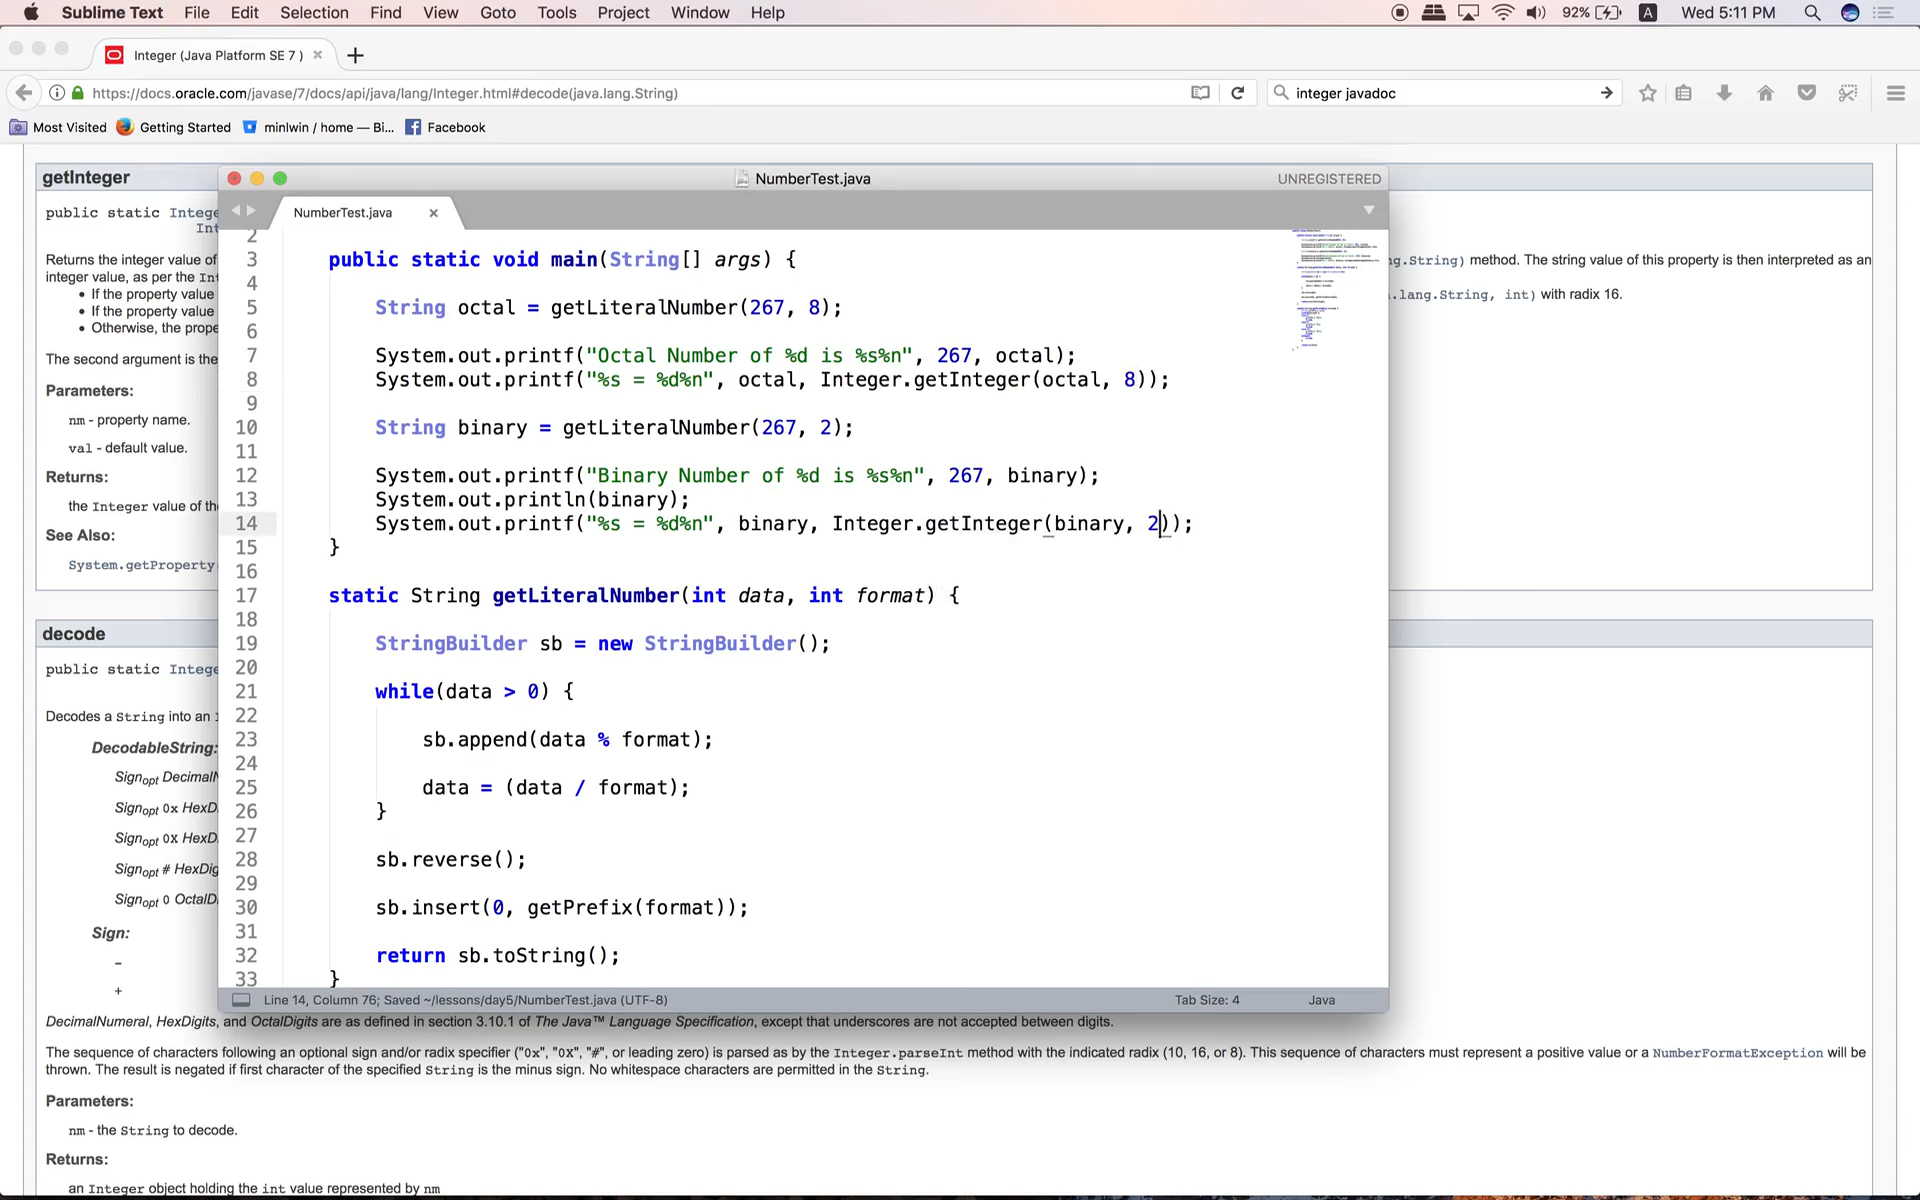 Sublime Text File Edit Selection Find View Goto Tools Project Window Help 92% A Wed 5:11 PM
Integer (Java Platform SE 7 )
https://docs.oracle.com/javase/7/docs/api/java/lang/Integer.html#decode(java.lang.String) integer javadoc
Most Visited Getting Started minlwin / home — Bi... Facebook
getInteger
public static Intege
Int
Returns the integer value of
integer value, as per the Int
If the property value
If the property value
Otherwise, the prope
The second argument is the
Parameters:
nm - property name.
val - default value.
Returns:
the Integer value of the
See Also:
System.getProperty
g.String) method. The string value of this property is then interpreted as an
.lang.String, int) with radix 16.
NumberTest.java
UNREGISTERED
NumberTest.java
2
3 public static void main(String[] args) {
4
5 String octal = getLiteralNumber(267, 8);
6
7 System.out.printf("Octal Number of %d is %s%n", 267, octal);
8 System.out.printf("%s = %d%n", octal, Integer.getInteger(octal, 8));
9
10 String binary = getLiteralNumber(267, 2);
11
12 System.out.printf("Binary Number of %d is %s%n", 267, binary);
13 System.out.println(binary);
14 System.out.printf("%s = %d%n", binary, Integer.getInteger(binary, 2));
15 }
16
17 static String getLiteralNumber(int data, int format) {
18
19 StringBuilder sb = new StringBuilder();
20
21 while(data > 0) {
22
23 sb.append(data % format);
24
25 data = (data / format);
26 }
27
28 sb.reverse();
29
30 sb.insert(0, getPrefix(format));
31
32 return sb.toString();
33 }
Line 14, Column 76; Saved ~/lessons/day5/NumberTest.java (UTF-8) Tab Size: 4 Java
decode
public static Intege
Decodes a String into an
DecodableString:
Signopt DecimalN
Signopt 0x HexD
Signopt 0X HexD
Signopt # HexDig
Signopt 0 OctalD
Sign:
-
+
DecimalNumeral, HexDigits, and OctalDigits are as defined in section 3.10.1 of The Java™ Language Specification, except that underscores are not accepted between digits.
The sequence of characters following an optional sign and/or radix specifier ("0x", "0X", "#", or leading zero) is parsed as by the Integer.parseInt method with the indicated radix (10, 16, or 8). This sequence of characters must represent a positive value or a NumberFormatException will be
thrown. The result is negated if first character of the specified String is the minus sign. No whitespace characters are permitted in the String.
Parameters:
nm - the String to decode.
Returns:
an Integer object holding the int value represented by nm